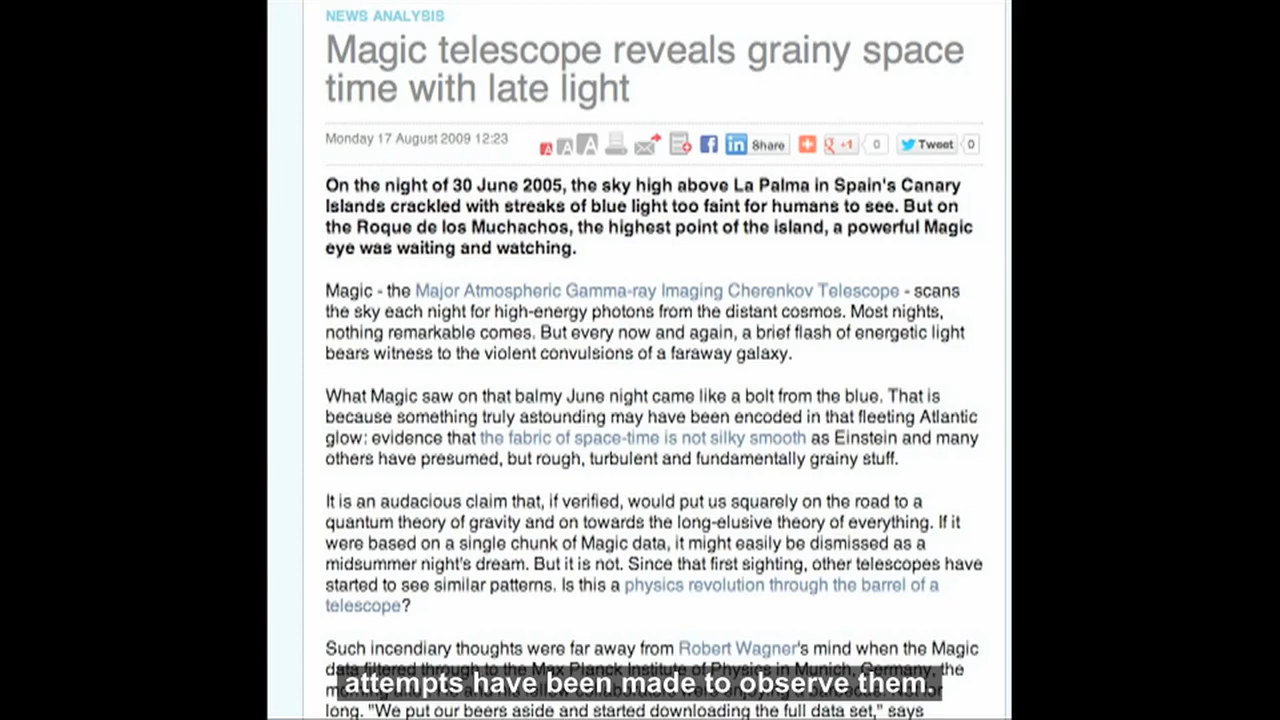 NEWS ANALYSIS
Magic telescope reveals grainy space
time with late light
Monday 17 August 2009 12:23
A A A
Share
+1
0
Tweet
0
On the night of 30 June 2005, the sky high above La Palma in Spain's Canary
Islands crackled with streaks of blue light too faint for humans to see. But on
the Roque de los Muchachos, the highest point of the island, a powerful Magic
eye was waiting and watching.
Magic - the Major Atmospheric Gamma-ray Imaging Cherenkov Telescope - scans
the sky each night for high-energy photons from the distant cosmos. Most nights,
nothing remarkable comes. But every now and again, a brief flash of energetic light
bears witness to the violent convulsions of a faraway galaxy.
What Magic saw on that balmy June night came like a bolt from the blue. That is
because something truly astounding may have been encoded in that fleeting Atlantic
glow: evidence that the fabric of space-time is not silky smooth as Einstein and many
others have presumed, but rough, turbulent and fundamentally grainy stuff.
It is an audacious claim that, if verified, would put us squarely on the road to a
quantum theory of gravity and on towards the long-elusive theory of everything. If it
were based on a single chunk of Magic data, it might easily be dismissed as a
midsummer night's dream. But it is not. Since that first sighting, other telescopes have
started to see similar patterns. Is this a physics revolution through the barrel of a
telescope?
Such incendiary thoughts were far away from Robert Wagner's mind when the Magic
data filtered through to the Max Planck Institute of Physics in Munich, Germany, the
attempts have been made to observe them.
long. "We put our beers aside and started downloading the full data set," says